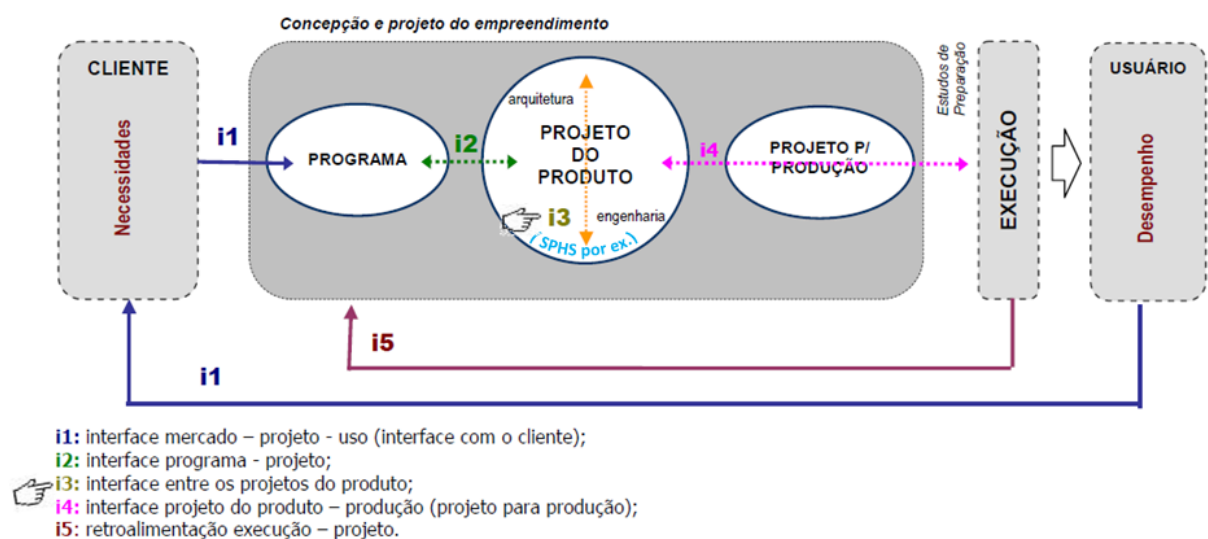 Concepção e projeto do empreendimento
CLIENTE
Necessidades
i1
PROGRAMA
i2
arquitetura
PROJETO
DO
PRODUTO
i3
engenharia
( SPHS por ex.)
i4
PROJETO P/
PRODUÇÃO
Estudos de
Preparação
EXECUÇÃO
USUÁRIO
Desempenho
i5
i1
i1: interface mercado – projeto - uso (interface com o cliente);
i2: interface programa - projeto;
i3: interface entre os projetos do produto;
i4: interface projeto do produto – produção (projeto para produção);
i5: retroalimentação execução – projeto.